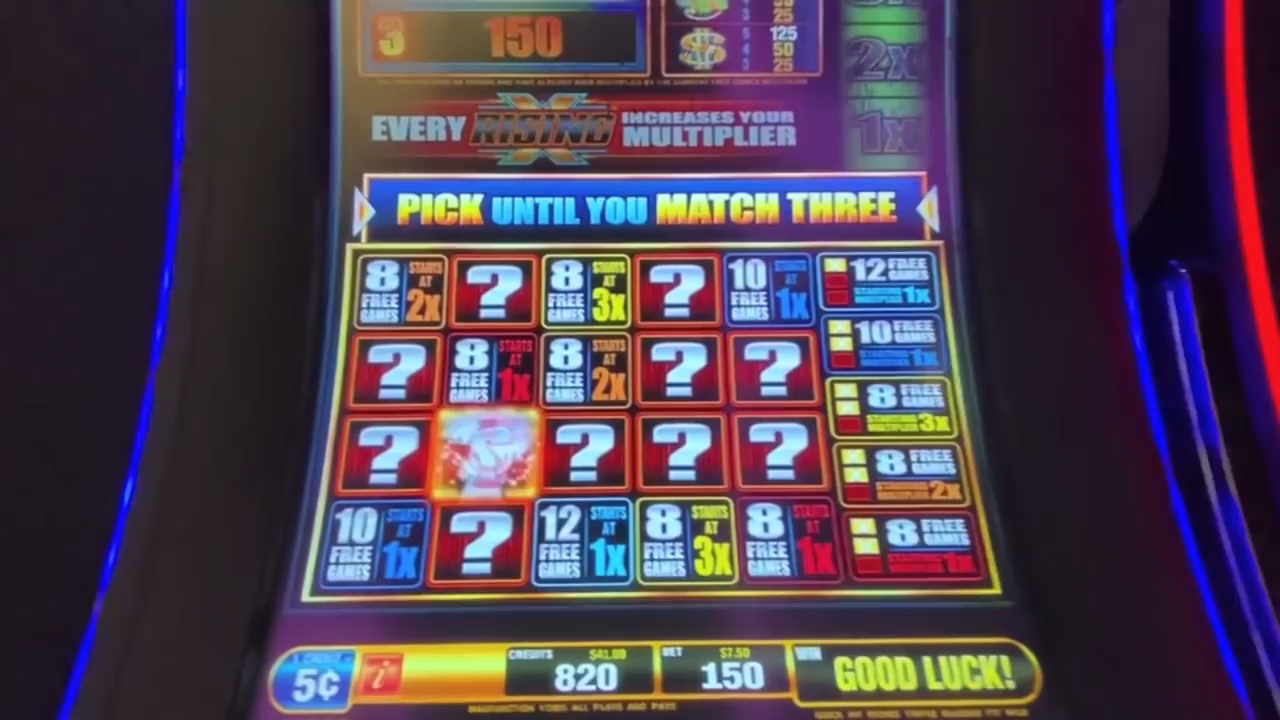 3 150
3 25
5 125
4 50
3 25
2x
1x
EVERY RISING INCREASES YOUR MULTIPLIER
PICK UNTIL YOU MATCH THREE
8 FREE GAMES STARTS AT 2x
?
8 FREE GAMES STARTS AT 3x
?
10 FREE GAMES STARTS AT 1x
12 FREE GAMES STARTING MULTIPLIER 1x
?
8 FREE GAMES STARTS AT 1x
8 FREE GAMES STARTS AT 2x
?
?
10 FREE GAMES STARTING MULTIPLIER 1x
8 FREE GAMES STARTING MULTIPLIER 3x
?
?
?
?
8 FREE GAMES STARTING MULTIPLIER 2x
10 FREE GAMES STARTS AT 1x
?
12 FREE GAMES STARTS AT 1x
8 FREE GAMES STARTS AT 3x
8 FREE GAMES STARTS AT 1x
8 FREE GAMES STARTING MULTIPLIER 1x
5¢
i
CREDITS $41.00
820
BET $7.50
150
WIN
GOOD LUCK!
MALFUNCTION VOIDS ALL PLAYS AND PAYS